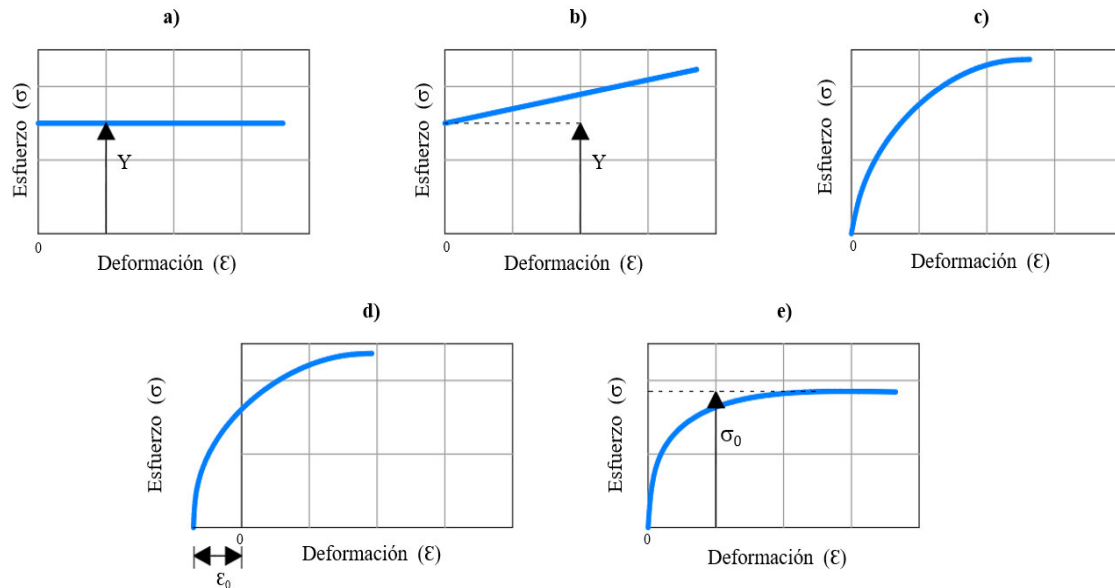 a)
Esfuerzo (σ)
Y
0
Deformación (Ɛ)
b)
Esfuerzo (σ)
Y
0
Deformación (Ɛ)
c)
Esfuerzo (σ)
0
Deformación (Ɛ)
d)
Esfuerzo (σ)
0
Deformación (Ɛ)
Ɛ₀
e)
Esfuerzo (σ)
σ₀
0
Deformación (Ɛ)